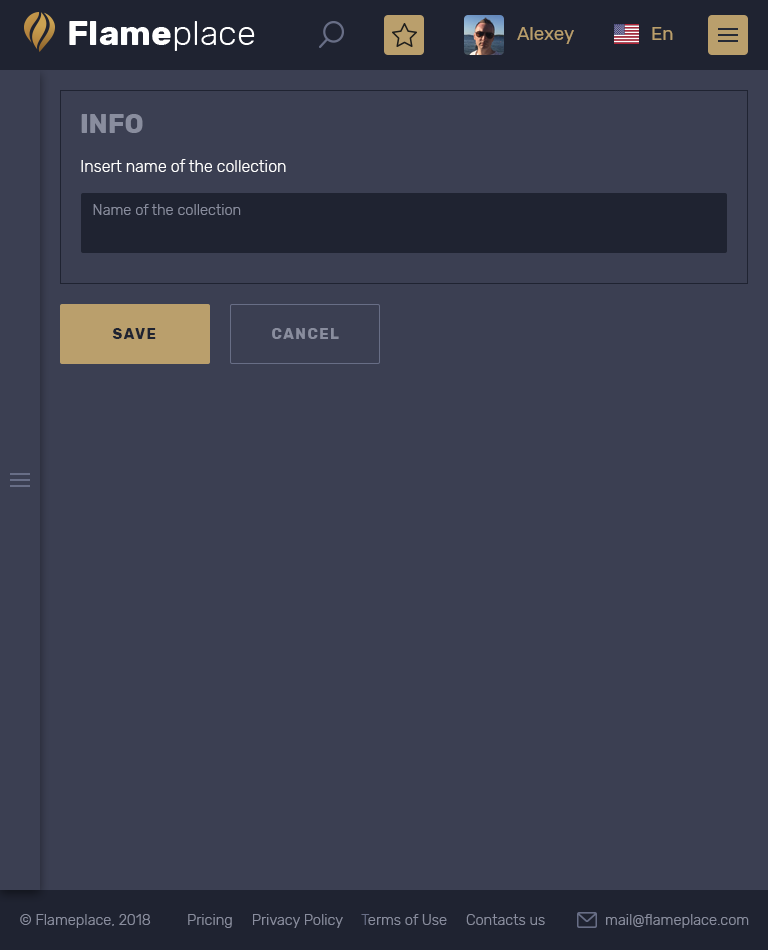 Flameplace
Alexey
En
INFO
Insert name of the collection
Name of the collection
SAVE
CANCEL
© Flameplace, 2018
Pricing
Privacy Policy
Terms of Use
Contacts us
mail@flameplace.com